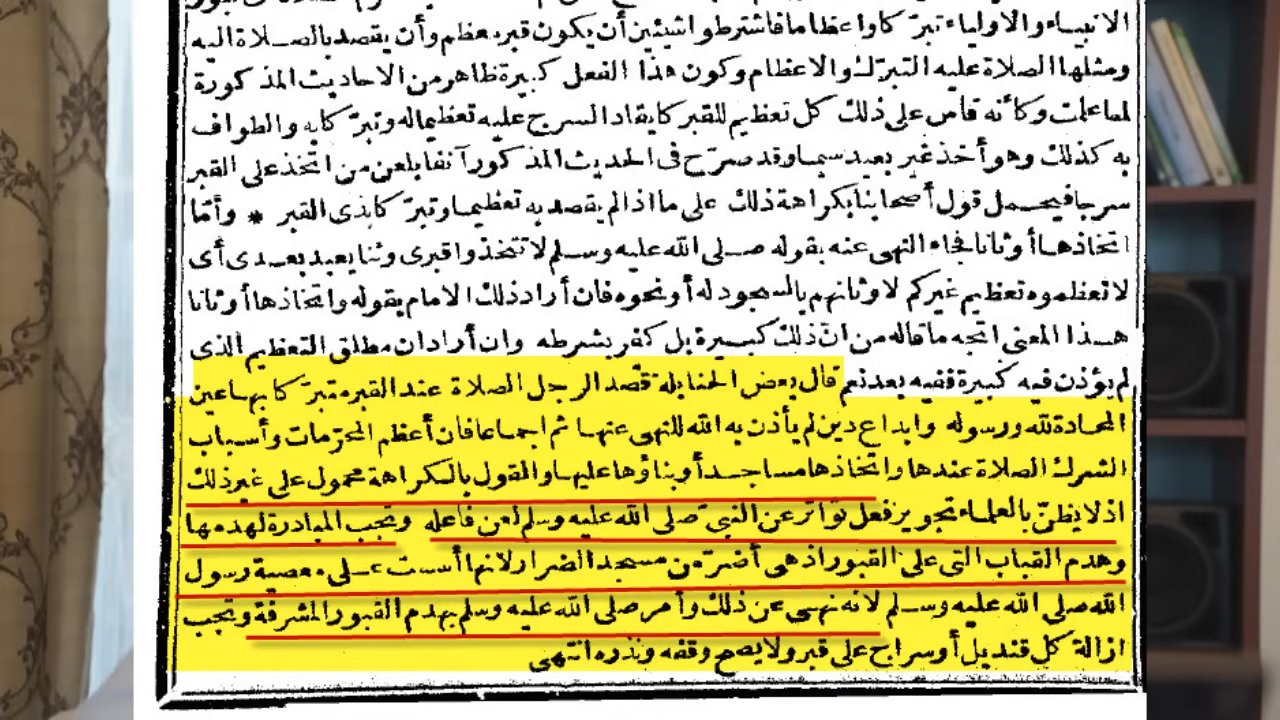 الانبياء والاولياء تبركا واعظاما فاشترطوا شيئين أن يكون قبر معظم وأن يقصد بالصلاة اليه
ومثلها الصلاة عليه التبرك والاعظام وكون هذا الفعل كبيرة ظاهر من الاحاديث المذكورة
لما علمت وكأنه قاس على ذلك كل تعظيم للقبر كايقاد السرج عليه تعظيما له وتبركا به والطواف
به كذلك وهو أخذ غير بعيد سيما وقد صرح في الحديث المذكور آنفا بلعن من اتخذ على القبر
سرجا فيحمل قول أصحابنا بكراهة ذلك على ما اذا لم يقصد به تعظيما وتبركا بذى القبر * وأما
اتخاذها أوثانا فجاء النهى عنه بقوله صلى الله عليه وسلم لا تتخذوا قبرى وثنا يعبد بعدى أى
لا تعظموه تعظيم غيركم لاوثانهم بالسجود له أو نحوه فان أراد ذلك الامام بقوله واتخاذها أوثانا
هذا المعنى اتجه ما قاله من ان ذلك كبيرة بل كفر بشرطه وان أراد ان مطلق التعظيم الذى
لم يؤذن فيه كبيرة ففيه بعد نعم قال بعض الحنابلة قصد الرجل الصلاة عند القبر متبركا بها عين
المحادة لله ورسوله وابداع دين لم يأذن به الله للنهى عنها ثم اجماعا فان أعظم المحرمات وأسباب
الشرك الصلاة عندها واتخاذها مساجد أو بناؤها عليها والقول بالكراهة محمول على غير ذلك
اذ لا يظن بالعلماء تجويز فعل تواتر عن النبى صلى الله عليه وسلم لعن فاعله وتجب المبادرة لهدمها
وهدم القباب التى على القبور اذ هى أضر من مسجد الضرار لانها أسست على معصية رسول
الله صلى الله عليه وسلم لانه نهى عن ذلك وأمر صلى الله عليه وسلم بهدم القبور المشرفة وتجب
ازالة كل قنديل أو سراج على قبر ولا يصح وقفه ونذره انتهى